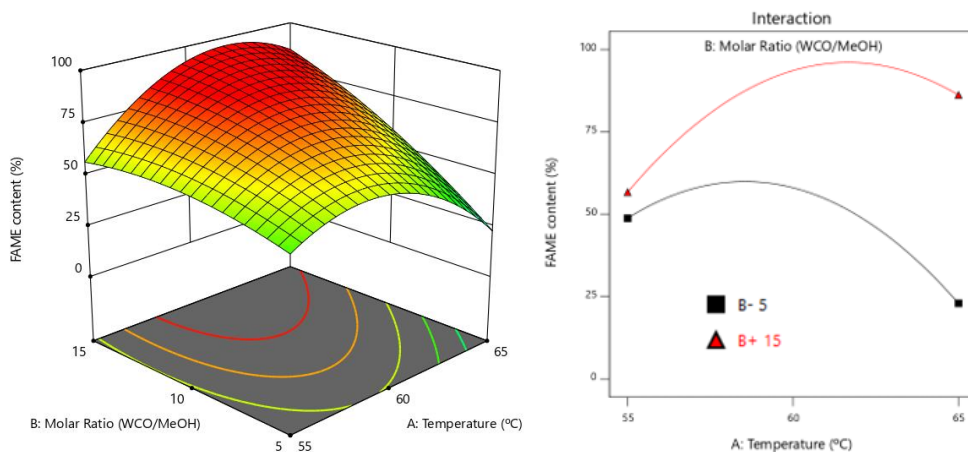 100
75
50
25
0
FAME content (%)
15
10
5
55
60
65
B: Molar Ratio (WCO/MeOH)
A: Temperature (ºC)
Interaction
B: Molar Ratio (WCO/MeOH)
100
75
50
25
0
FAME content (%)
B- 5
B+ 15
55
60
65
A: Temperature (ºC)